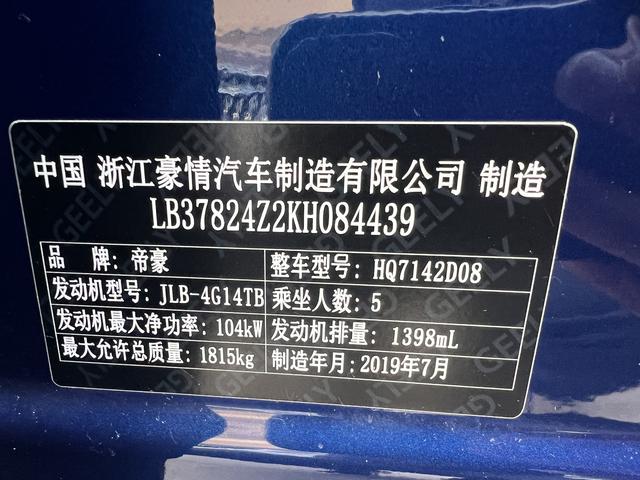 中国 浙江豪情汽车制造有限公司 制造
LB37824Z2KH084439
品 牌: 帝豪 整车型号: HQ7142D08
发动机型号: JLB-4G14TB 乘坐人数: 5
发动机最大净功率: 104kW 发动机排量: 1398mL
最大允许总质量: 1815kg 制造年月: 2019年7月
GEELY